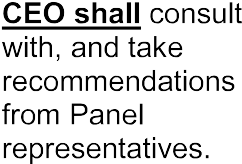 CEO shall consult
with, and take
recommendations
from Panel
representatives.